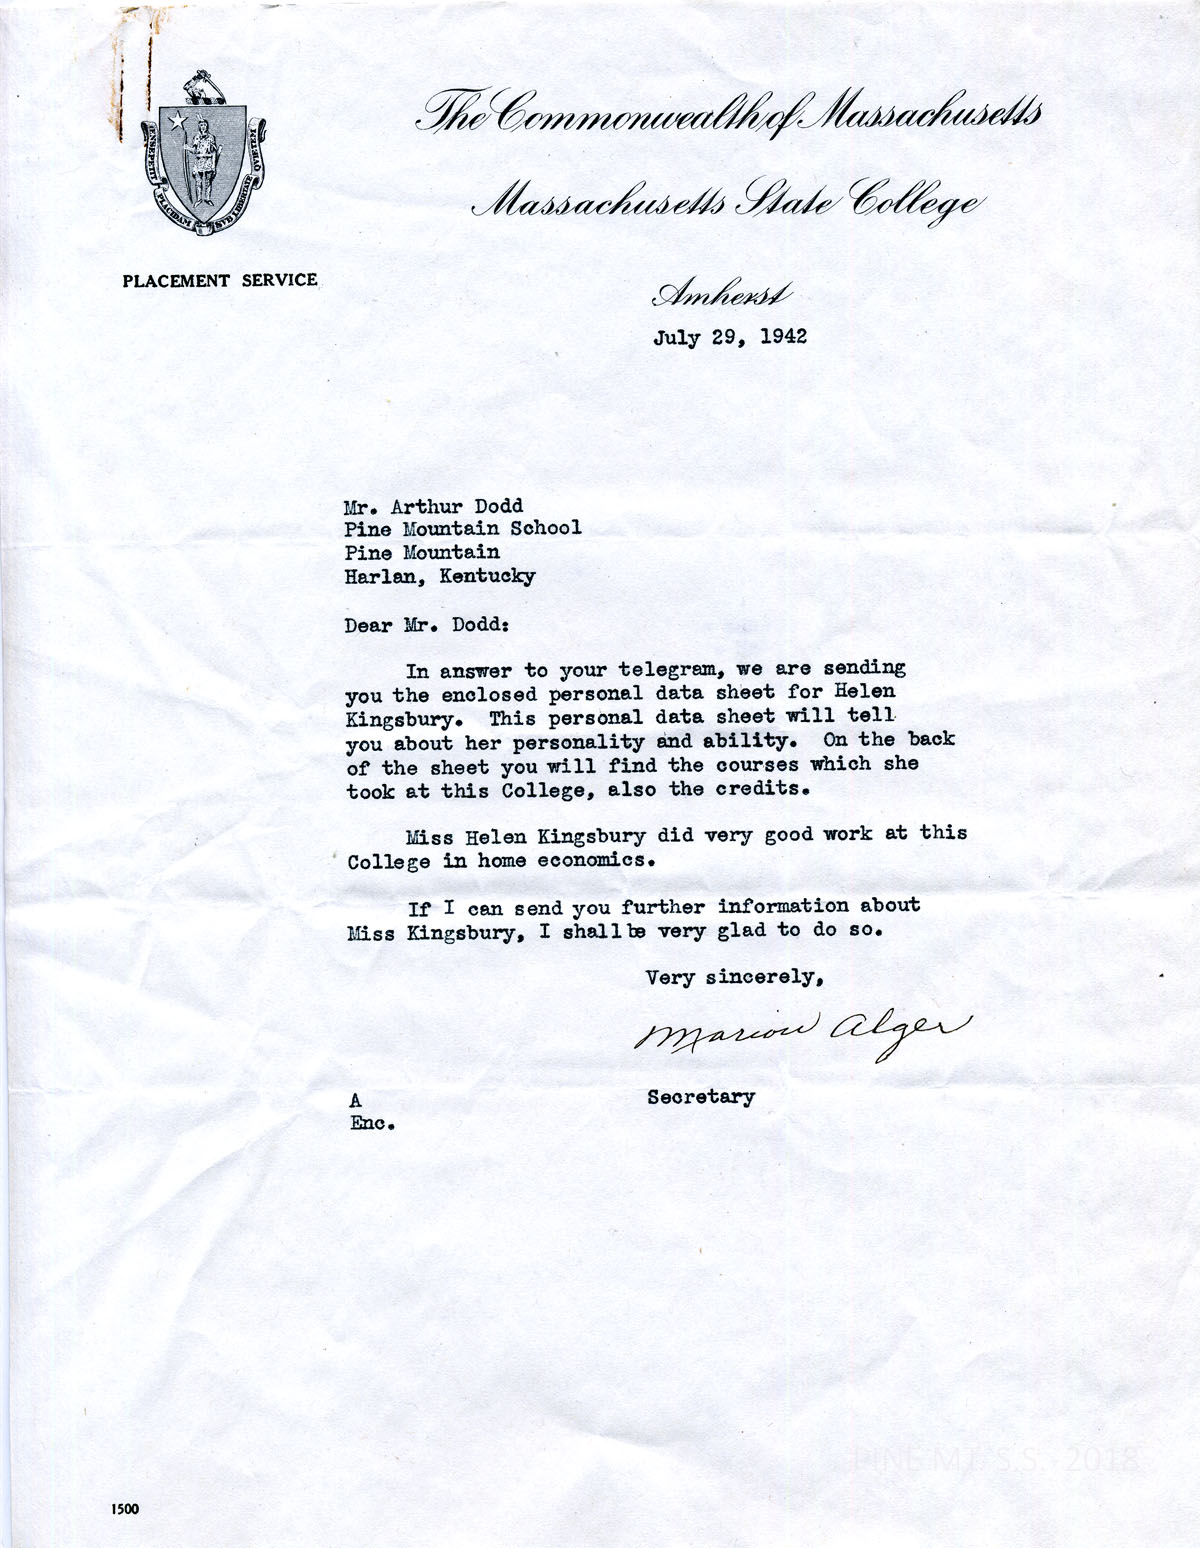 The Commonwealth of Massachusetts
Massachusetts State College
ENSE PETIT PLACIDAM SVB LIBERTATE QVIETEM
PLACEMENT SERVICE
Amherst
July 29, 1942
Mr. Arthur Dodd
Pine Mountain School
Pine Mountain
Harlan, Kentucky
Dear Mr. Dodd:
In answer to your telegram, we are sending
you the enclosed personal data sheet for Helen
Kingsbury. This personal data sheet will tell
you about her personality and ability. On the back
of the sheet you will find the courses which she
took at this College, also the credits.
Miss Helen Kingsbury did very good work at this
College in home economics.
If I can send you further information about
Miss Kingsbury, I shall be very glad to do so.
Very sincerely,
Marion Alger
Secretary
A
Enc.
PINE MT. S.S. - 2018
1500